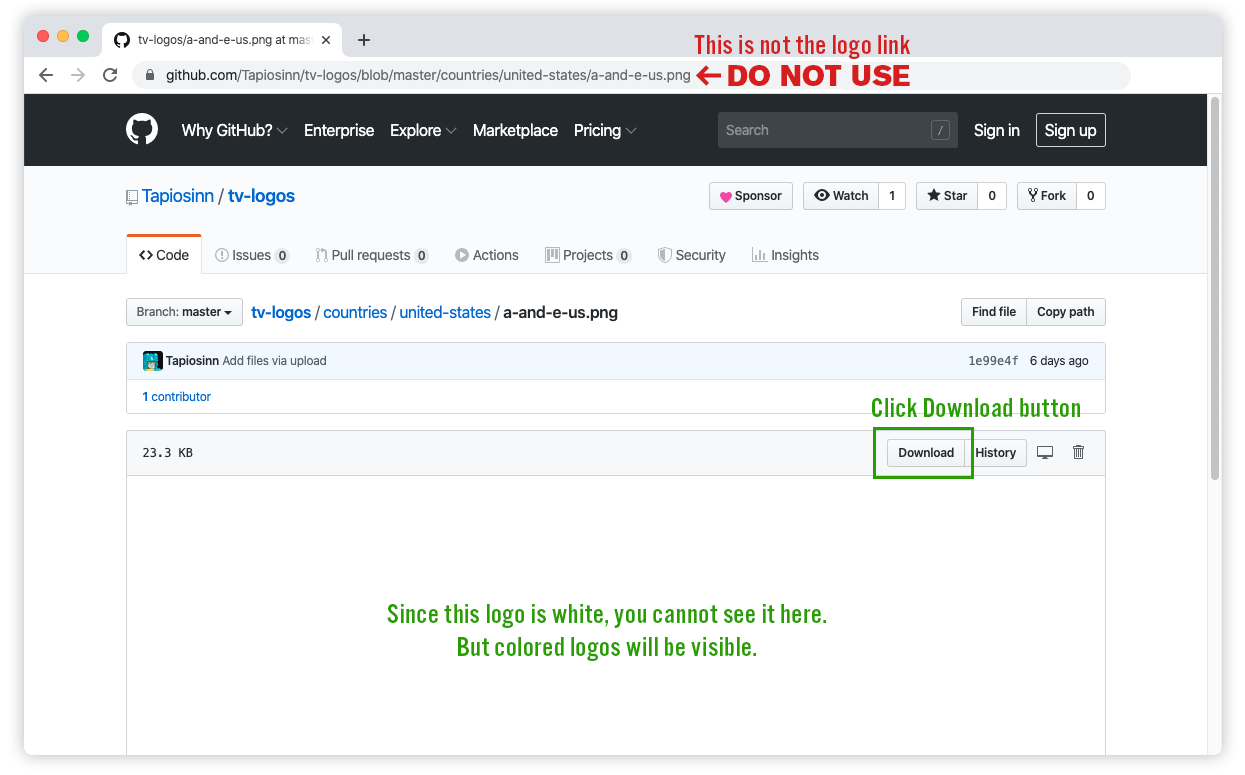 tv-logos/a-and-e-us.png at mas
This is not the logo link
github.com/Tapiosinn/tv-logos/blob/master/countries/united-states/a-and-e-us.png ← DO NOT USE
Why GitHub? Enterprise Explore Marketplace Pricing Search / Sign in Sign up
Tapiosinn / tv-logos Sponsor Watch 1 Star 0 Fork 0
Code Issues 0 Pull requests 0 Actions Projects 0 Security Insights
Branch: master tv-logos / countries / united-states / a-and-e-us.png Find file Copy path
Tapiosinn Add files via upload 1e99e4f 6 days ago
1 contributor
Click Download button
23.3 KB Download History
Since this logo is white, you cannot see it here.
But colored logos will be visible.